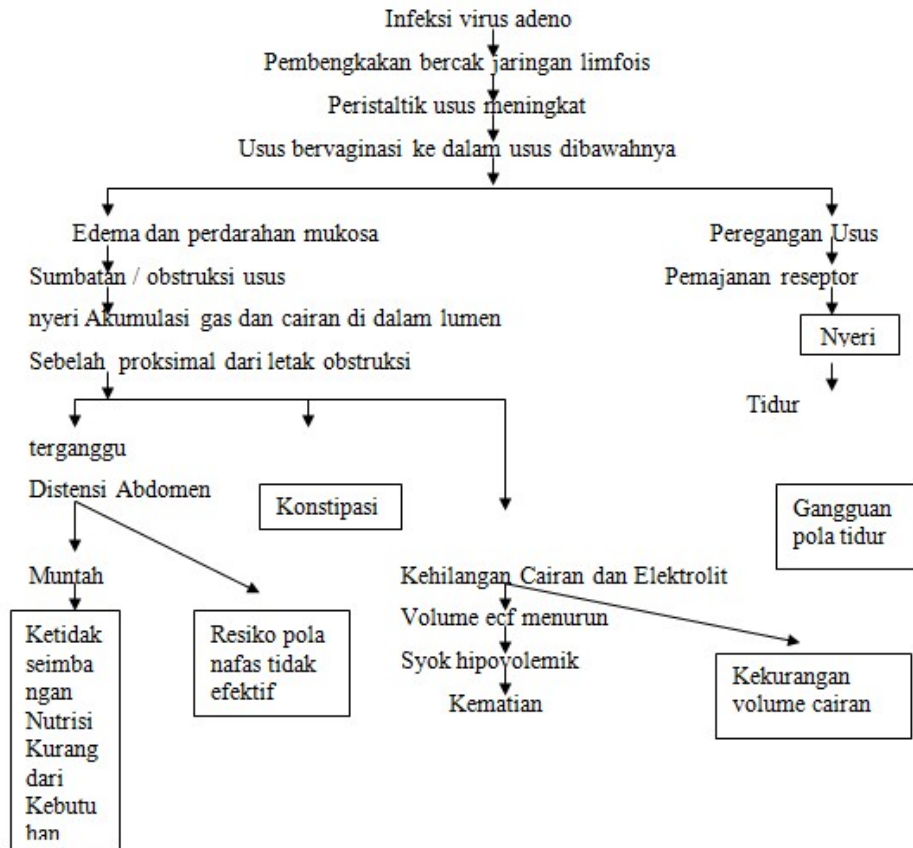 Infeksi virus adeno
Pembengkakan bercak jaringan limfois
Peristaltik usus meningkat
Usus bervaginasi ke dalam usus dibawahnya
Edema dan perdarahan mukosa
Peregangan Usus
Sumbatan / obstruksi usus
Pemajanan reseptor
nyeri Akumulasi gas dan cairan di dalam lumen
Nyeri
Sebelah proksimal dari letak obstruksi
Tidur
terganggu
Distensi Abdomen
Konstipasi
Gangguan
pola tidur
Muntah
Kehilangan Cairan dan Elektrolit
Ketidak
seimba
ngan
Nutrisi
Kurang
dari
Kebutu
han
Resiko pola
nafas tidak
efektif
Volume ecf menurun
Syok hipovolemik
Kematian
Kekurangan
volume cairan